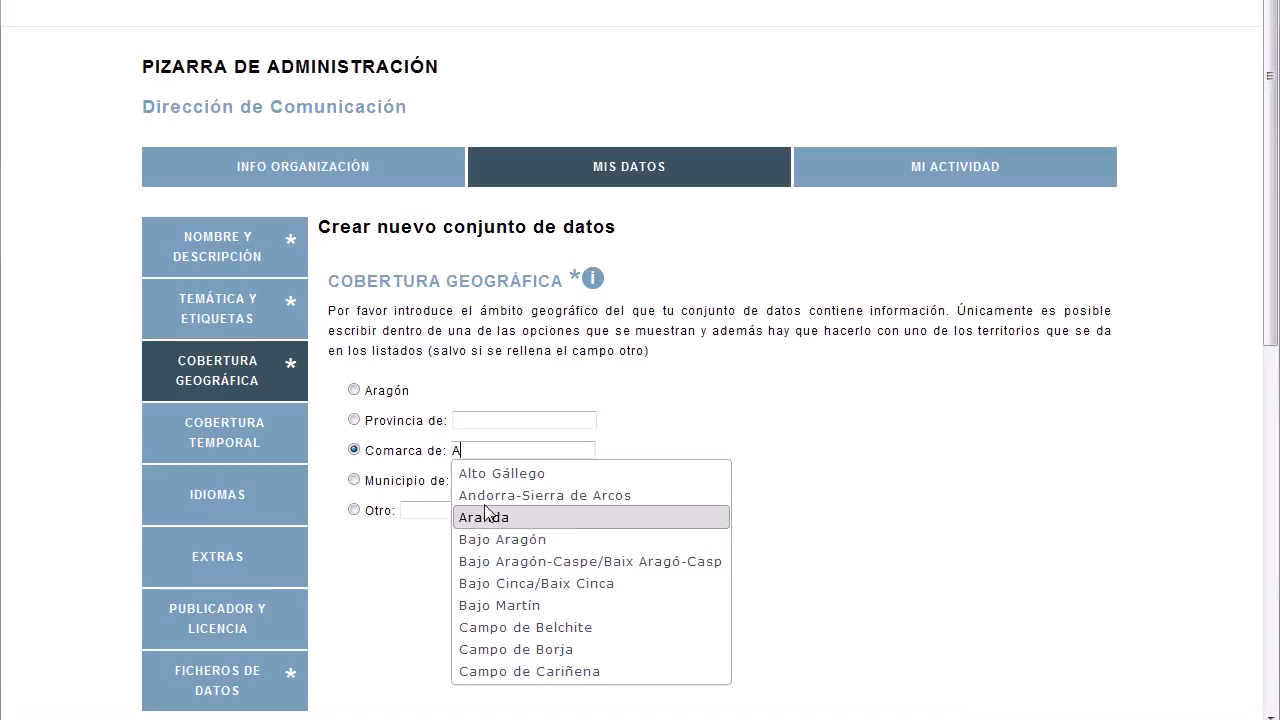 PIZARRA DE ADMINISTRACIÓN
Dirección de Comunicación
INFO ORGANIZACIÓN
MIS DATOS
MI ACTIVIDAD
NOMBRE Y
DESCRIPCIÓN *
TEMÁTICA Y
ETIQUETAS *
COBERTURA
GEOGRÁFICA *
COBERTURA
TEMPORAL
IDIOMAS
EXTRAS
PUBLICADOR Y
LICENCIA
FICHEROS DE
DATOS *
Crear nuevo conjunto de datos
COBERTURA GEOGRÁFICA * i
Por favor introduce el ámbito geográfico del que tu conjunto de datos contiene información. Únicamente es posible
escribir dentro de una de las opciones que se muestran y además hay que hacerlo con uno de los territorios que se da
en los listados (salvo si se rellena el campo otro)
Aragón
Provincia de:
Comarca de: A
Municipio de:
Otro:
Alto Gállego
Andorra-Sierra de Arcos
Aranda
Bajo Aragón
Bajo Aragón-Caspe/Baix Aragó-Casp
Bajo Cinca/Baix Cinca
Bajo Martín
Campo de Belchite
Campo de Borja
Campo de Cariñena